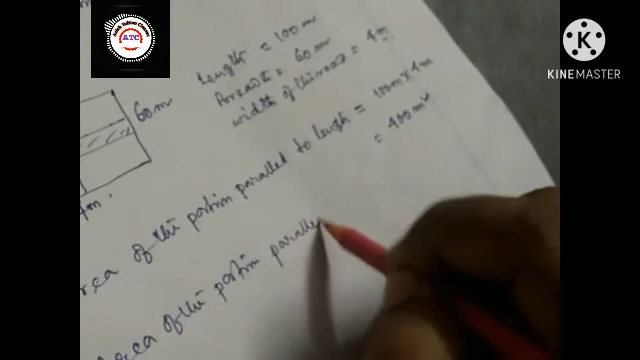 ATC
KINEMASTER
Length = 100 m
Breadth = 60 m
width of the road = 4m
60m
4m.
Area of the portion parallel to length = 100m x 4m
= 400 m²
Area of the portion parallel